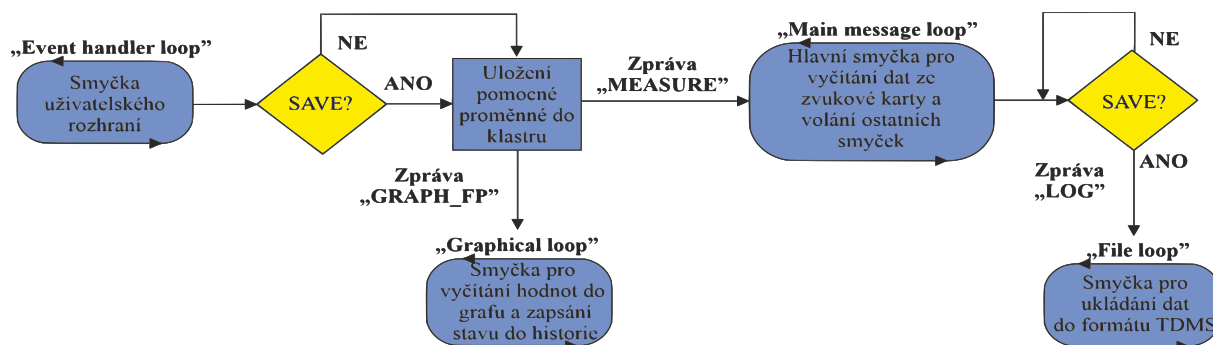 „Event handler loop”
Smyčka
uživatelského
rozhraní
SAVE?
NE
ANO
Uložení
pomocné
proměnné do
klastru
Zpráva
„MEASURE”
Zpráva
„GRAPH_FP”
„Graphical loop”
Smyčka pro
vyčítání hodnot do
grafu a zapsání
stavu do historie
„Main message loop”
Hlavní smyčka pro
vyčítání dat ze
zvukové karty a
volání ostatních
smyček
NE
SAVE?
ANO
Zpráva
„LOG”
„File loop”
Smyčka pro
ukládání dat
do formátu TDMS